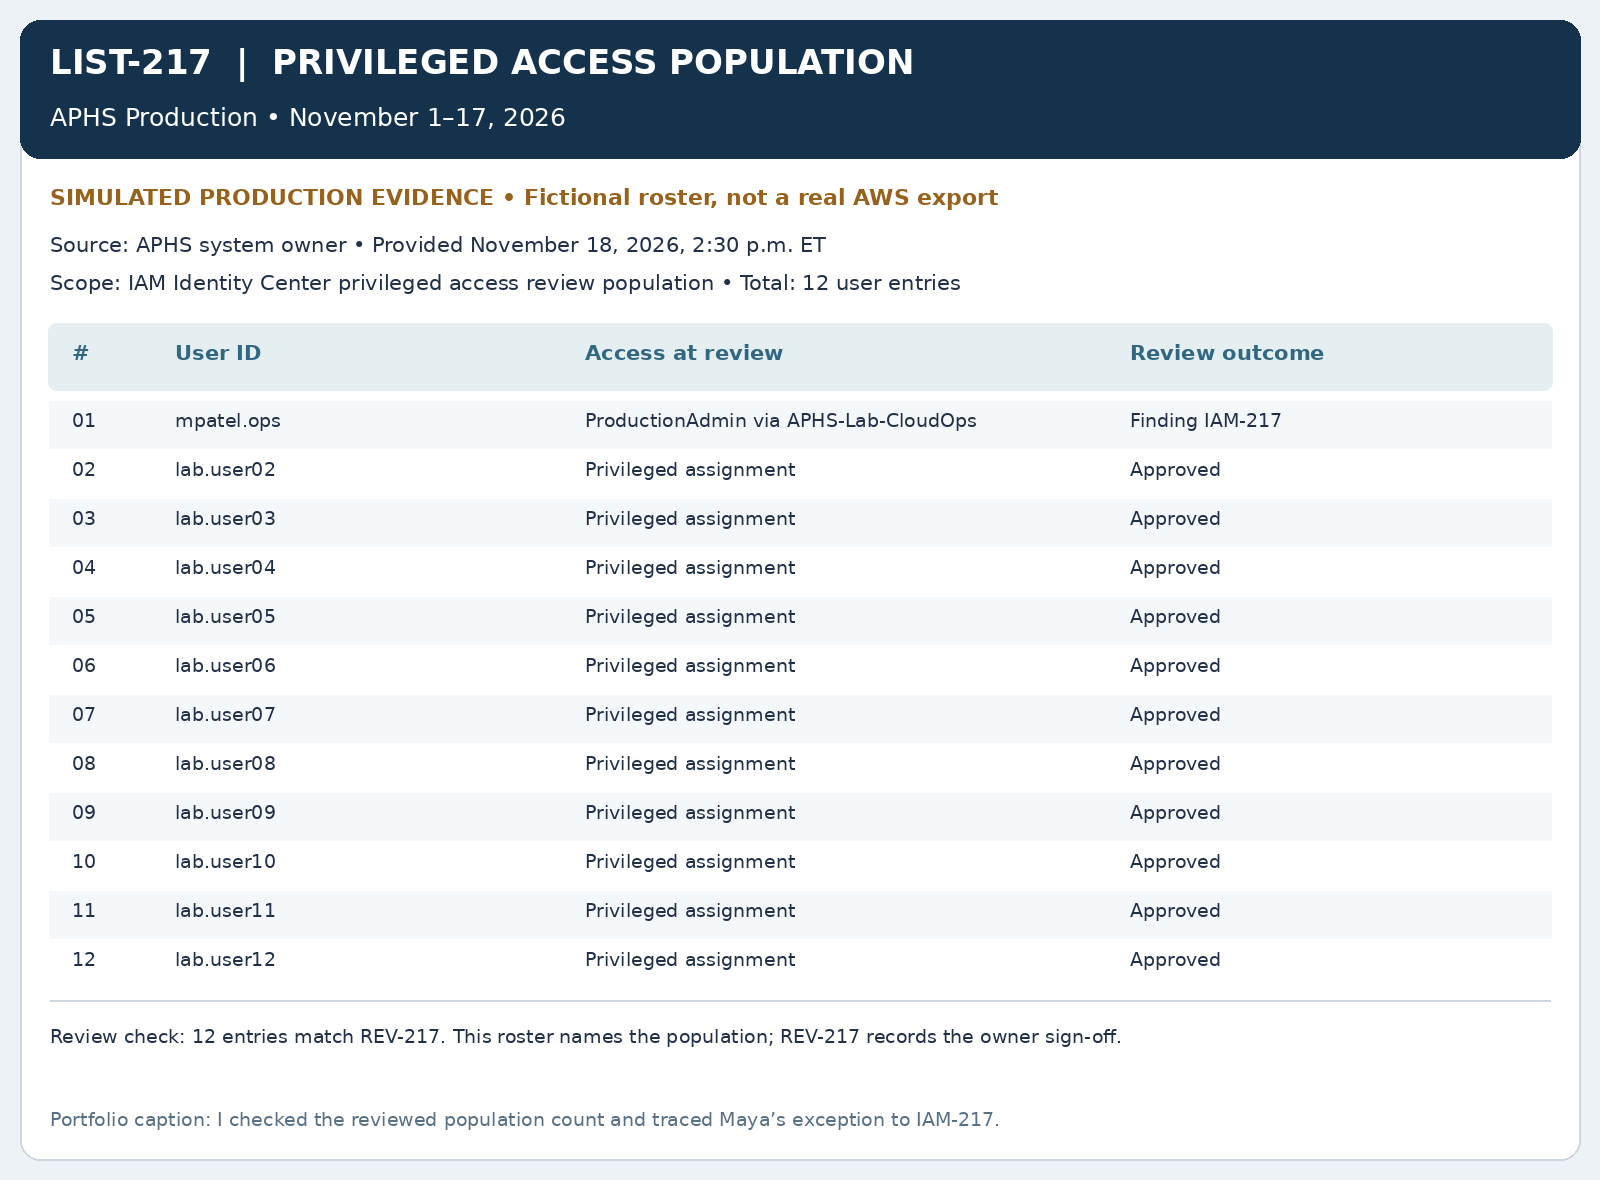 LIST-217 | PRIVILEGED ACCESS POPULATION
APHS Production • November 1–17, 2026
SIMULATED PRODUCTION EVIDENCE • Fictional roster, not a real AWS export
Source: APHS system owner • Provided November 18, 2026, 2:30 p.m. ET
Scope: IAM Identity Center privileged access review population • Total: 12 user entries
# User ID Access at review Review outcome
01 mpatel.ops ProductionAdmin via APHS-Lab-CloudOps Finding IAM-217
02 lab.user02 Privileged assignment Approved
03 lab.user03 Privileged assignment Approved
04 lab.user04 Privileged assignment Approved
05 lab.user05 Privileged assignment Approved
06 lab.user06 Privileged assignment Approved
07 lab.user07 Privileged assignment Approved
08 lab.user08 Privileged assignment Approved
09 lab.user09 Privileged assignment Approved
10 lab.user10 Privileged assignment Approved
11 lab.user11 Privileged assignment Approved
12 lab.user12 Privileged assignment Approved
Review check: 12 entries match REV-217. This roster names the population; REV-217 records the owner sign-off.
Portfolio caption: I checked the reviewed population count and traced Maya’s exception to IAM-217.